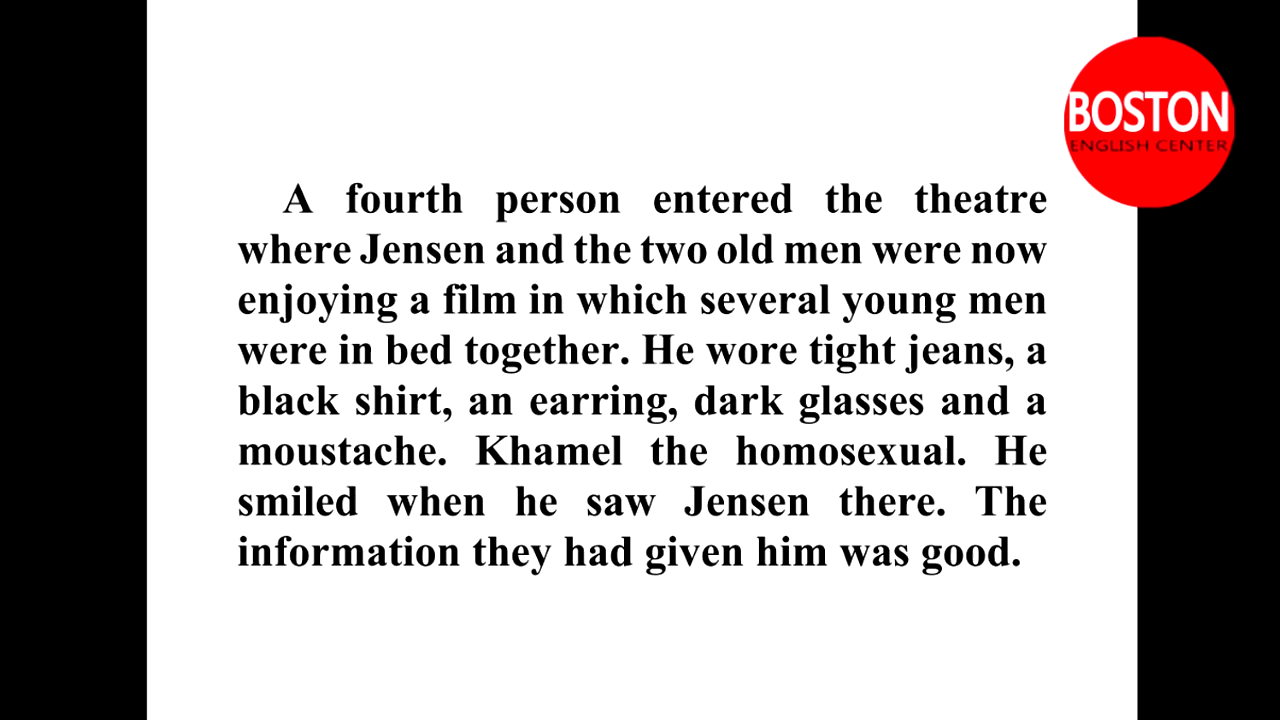 BOSTON
ENGLISH CENTER
A fourth person entered the theatre
where Jensen and the two old men were now
enjoying a film in which several young men
were in bed together. He wore tight jeans, a
black shirt, an earring, dark glasses and a
moustache. Khamel the homosexual. He
smiled when he saw Jensen there. The
information they had given him was good.